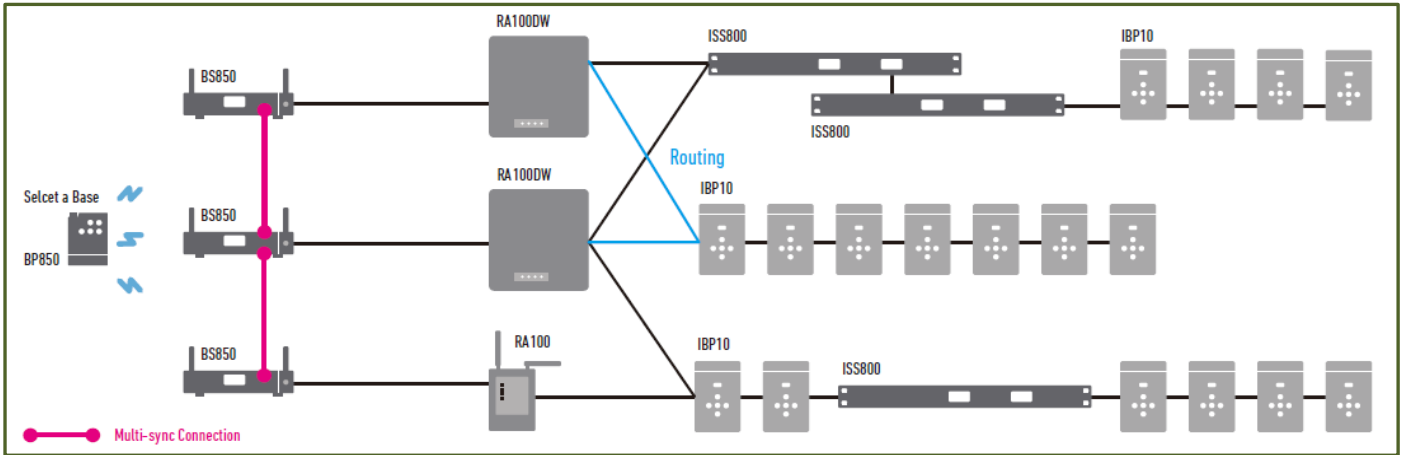 RA100DW
ISS800
IBP10
BS850
ISS800
Routing
RA100DW
Selcet a Base
BS850
IBP10
BP850
RA100
IBP10
BS850
ISS800
Multi-sync Connection